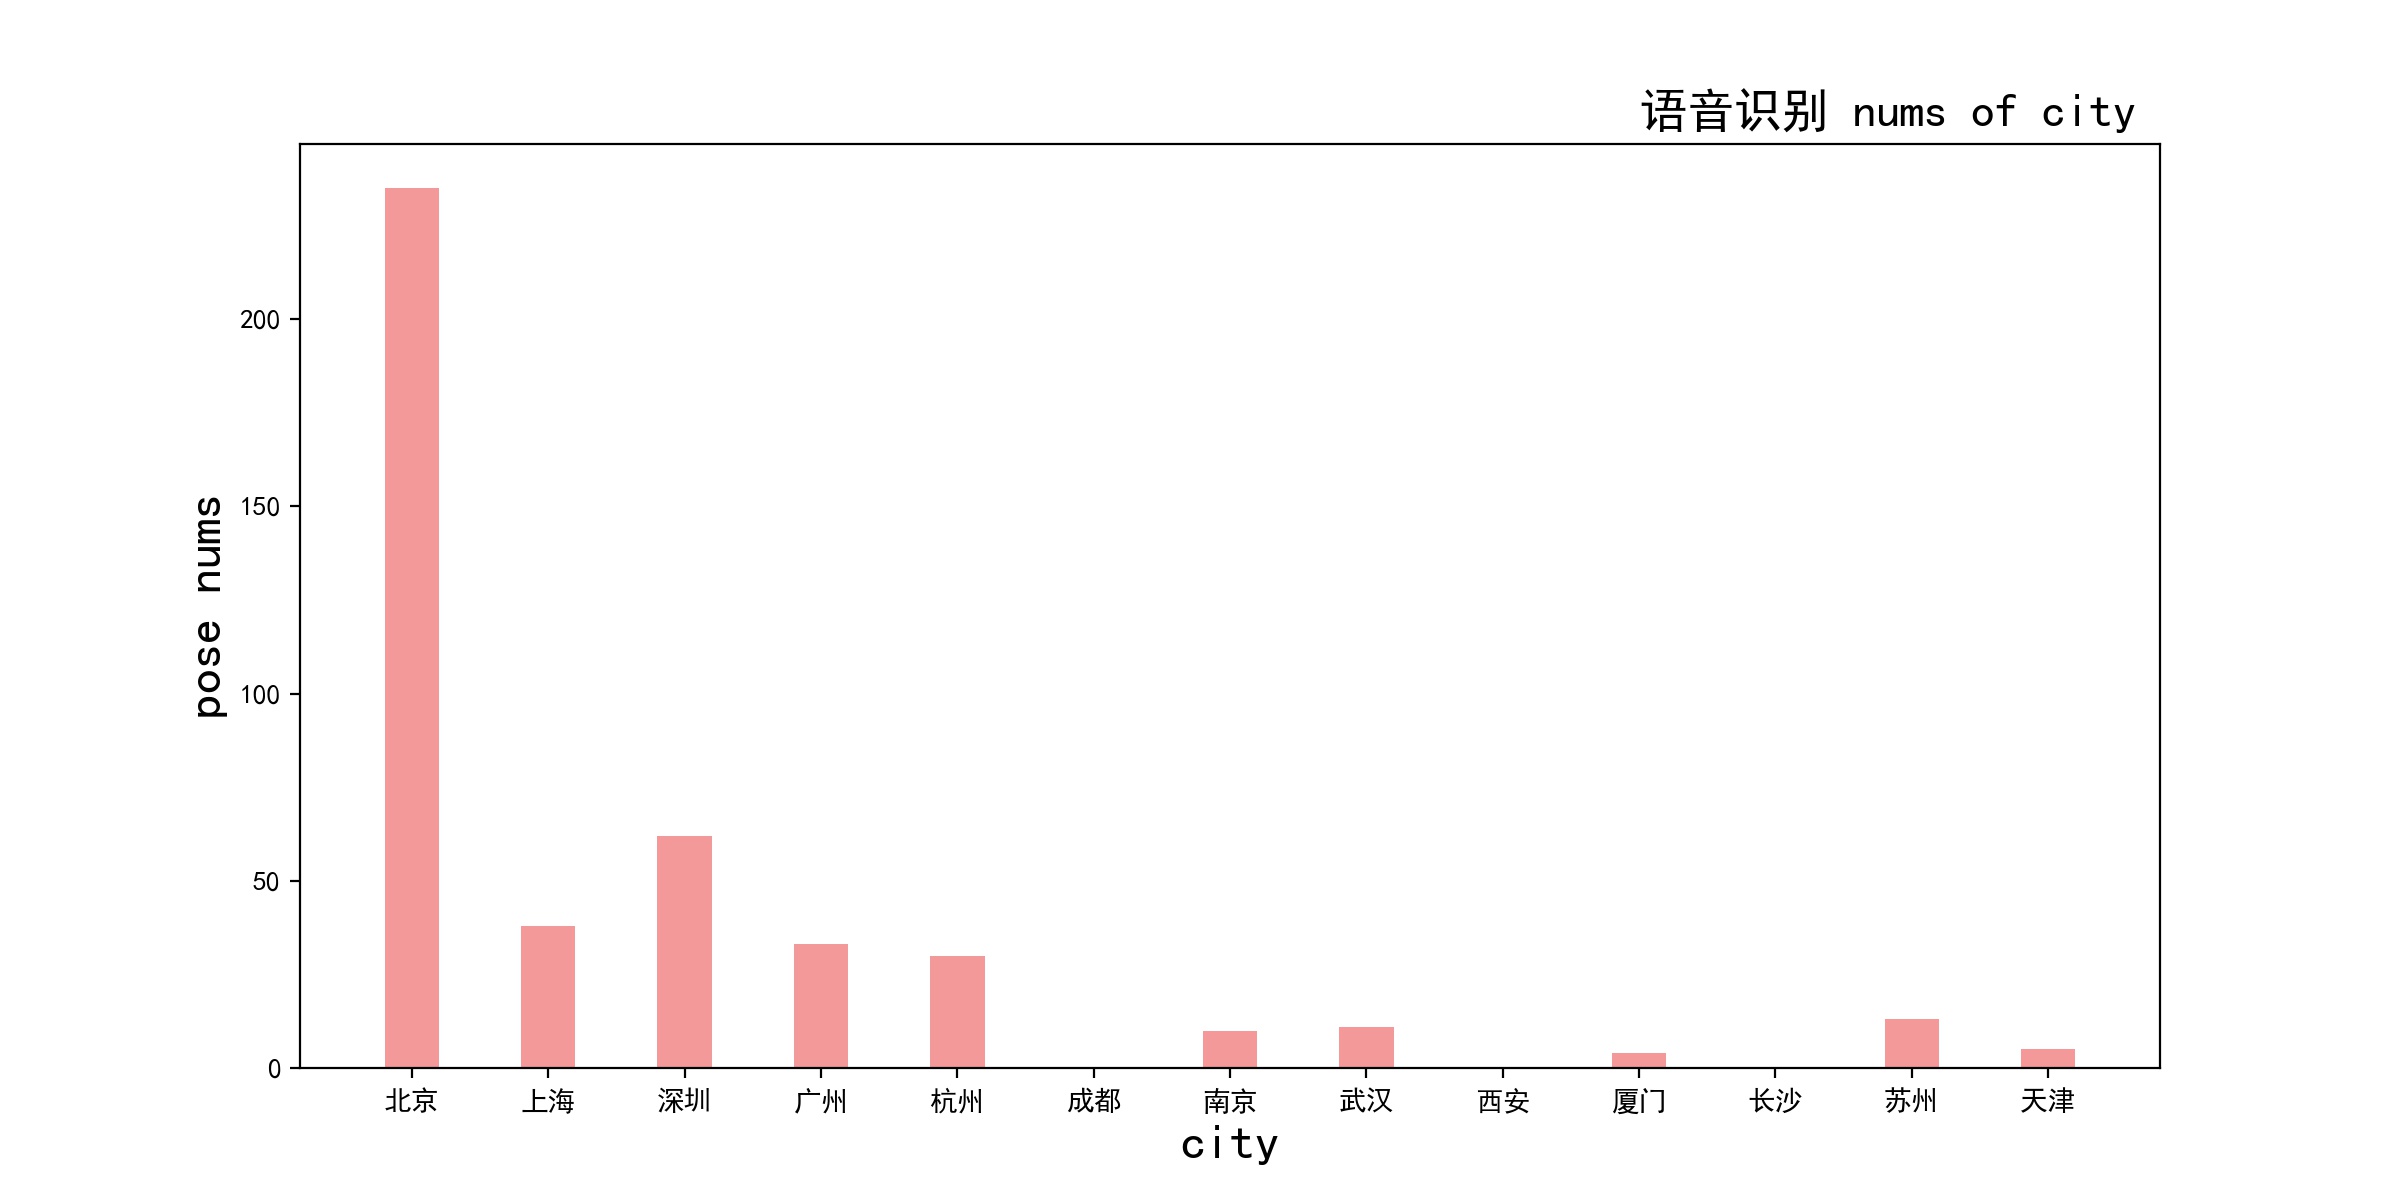 语音识别 nums of city
pose nums
200
150
100
50
0
北京 上海 深圳 广州 杭州 成都 南京 武汉 西安 厦门 长沙 苏州 天津
city